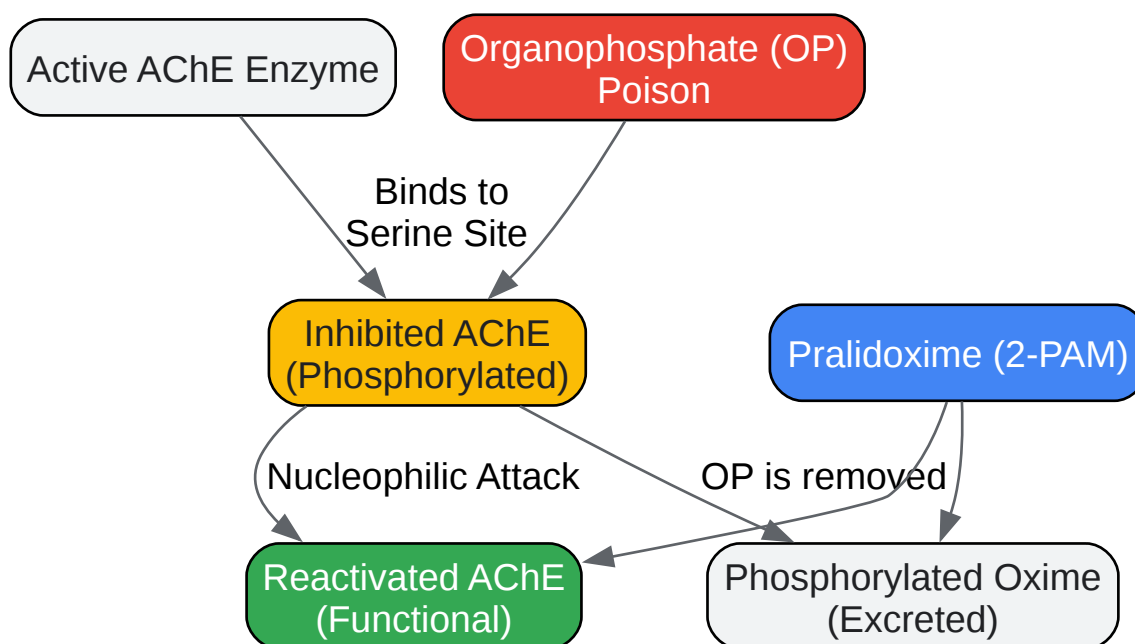 Active AChE Enzyme
Organophosphate (OP)
Poison
Binds to
Serine Site
Inhibited AChE
(Phosphorylated)
Pralidoxime (2-PAM)
Nucleophilic Attack
OP is removed
Reactivated AChE
(Functional)
Phosphorylated Oxime
(Excreted)